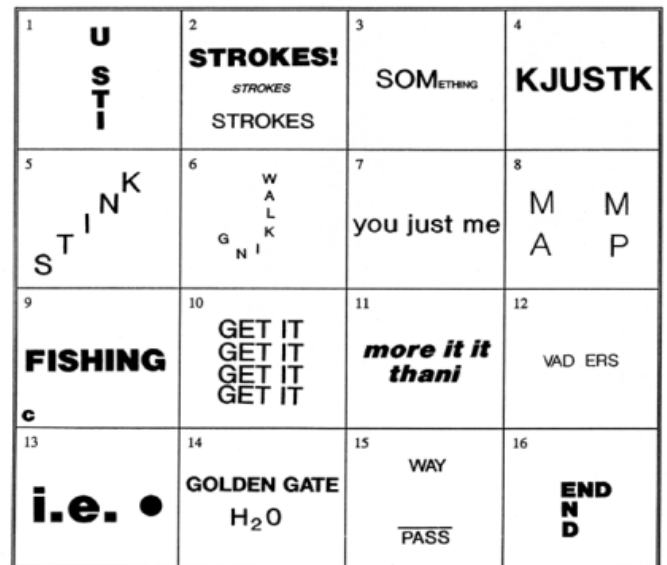 1
U
S
T
I
2
STROKES!
STROKES
STROKES
3
SOMETHING
4
KJUSTK
5
STINK
6
WALKING
7
you just me
8
M M
A P
9
FISHING
C
10
GET IT
GET IT
GET IT
GET IT
11
more it it
thani
12
VAD ERS
13
i.e. ●
14
GOLDEN GATE
H₂O
15
WAY
PASS
16
END
N
D